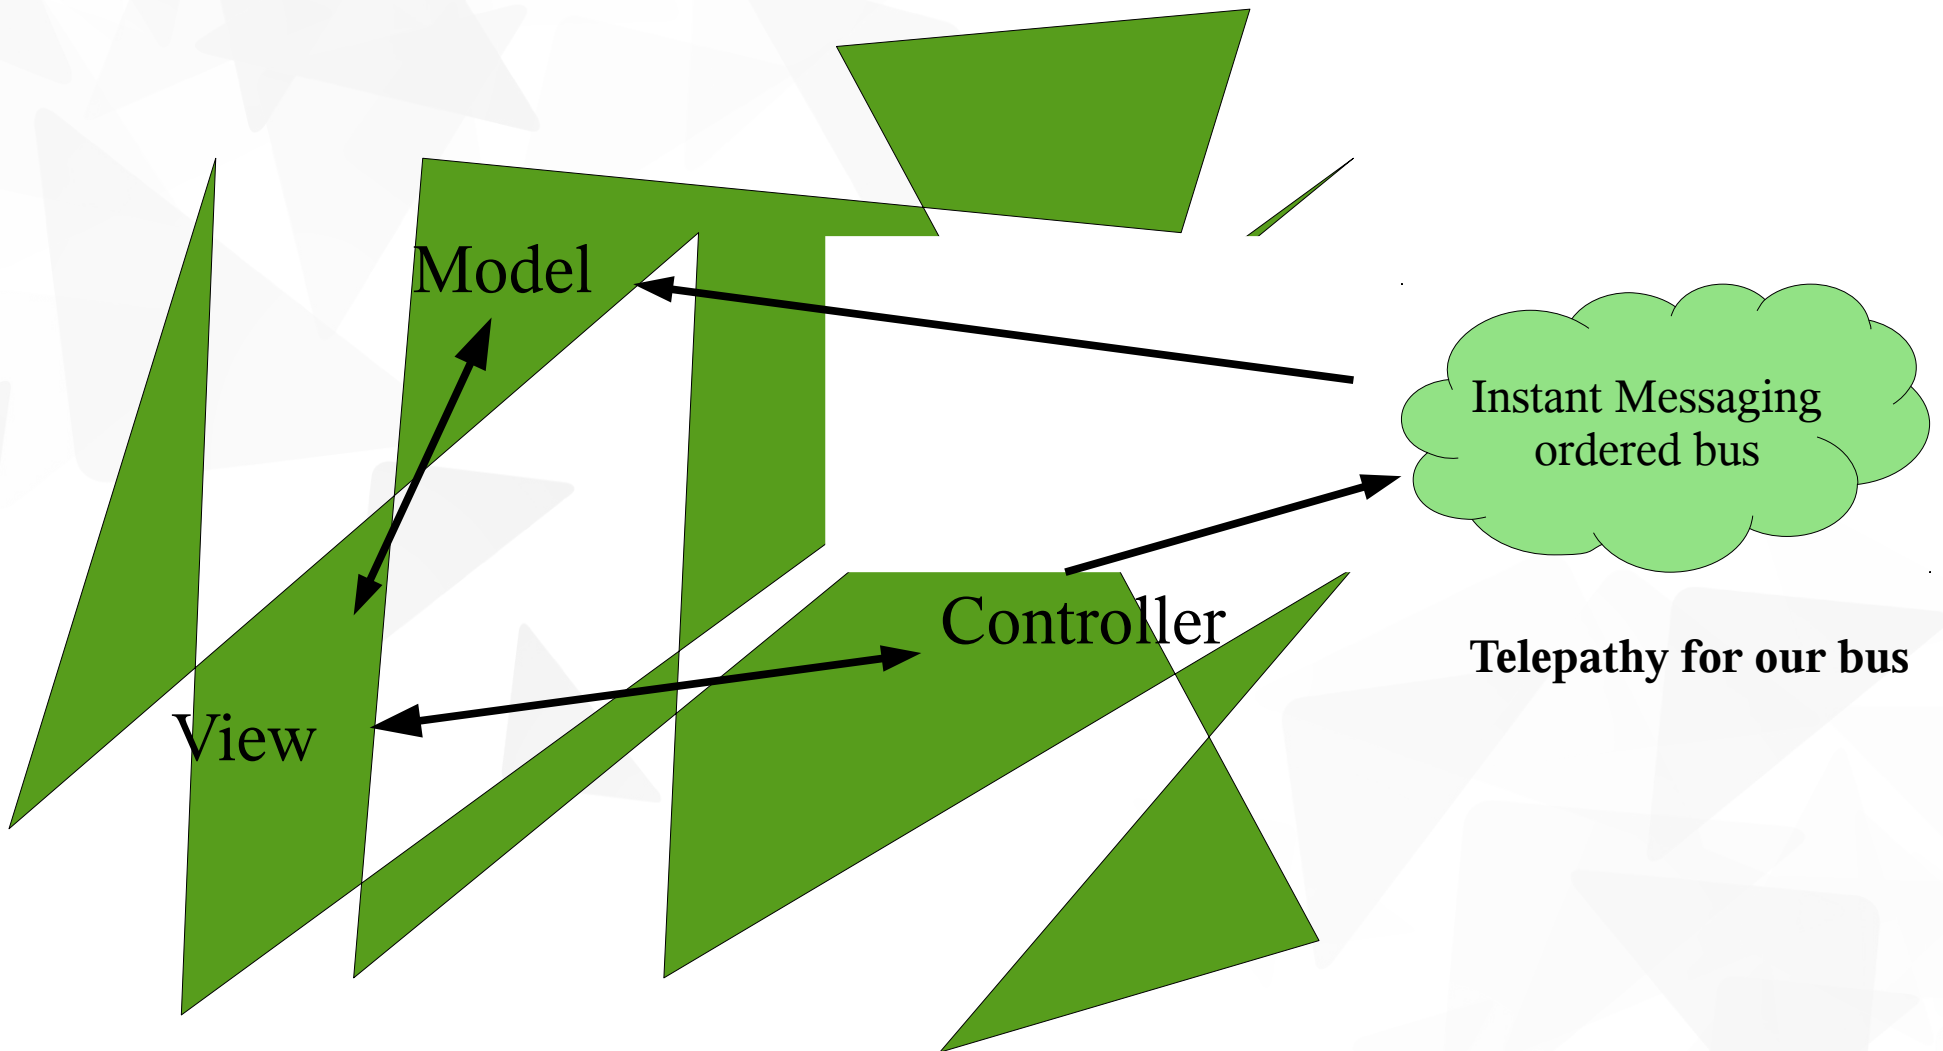 Model
Instant Messaging
ordered bus
Controller
Telepathy for our bus
View